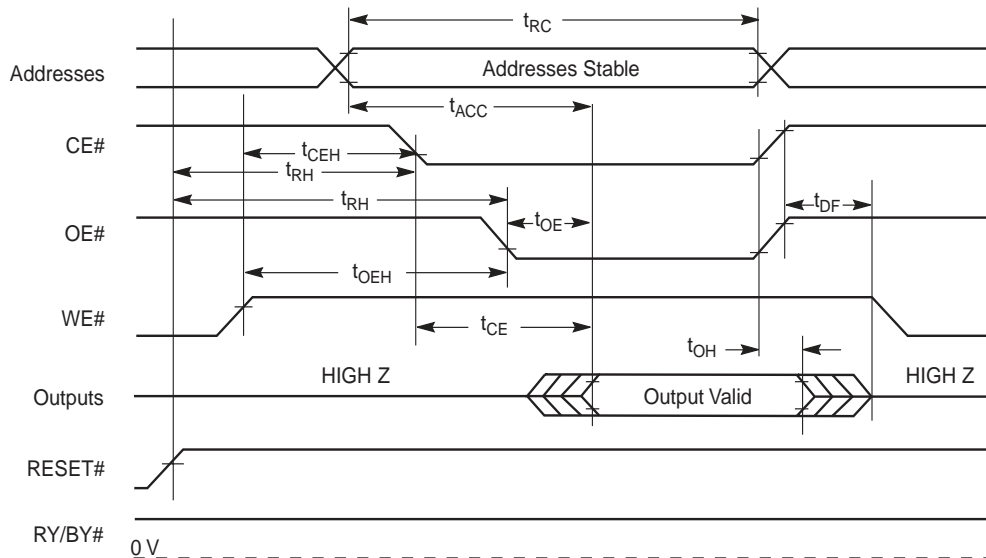 tRC
Addresses
Addresses Stable
tACC
CE#
tCEH
tRH
tRH
OE#
tOE
tDF
tOEH
WE#
tCE
tOH
HIGH Z
HIGH Z
Outputs
Output Valid
RESET#
RY/BY#
0 V